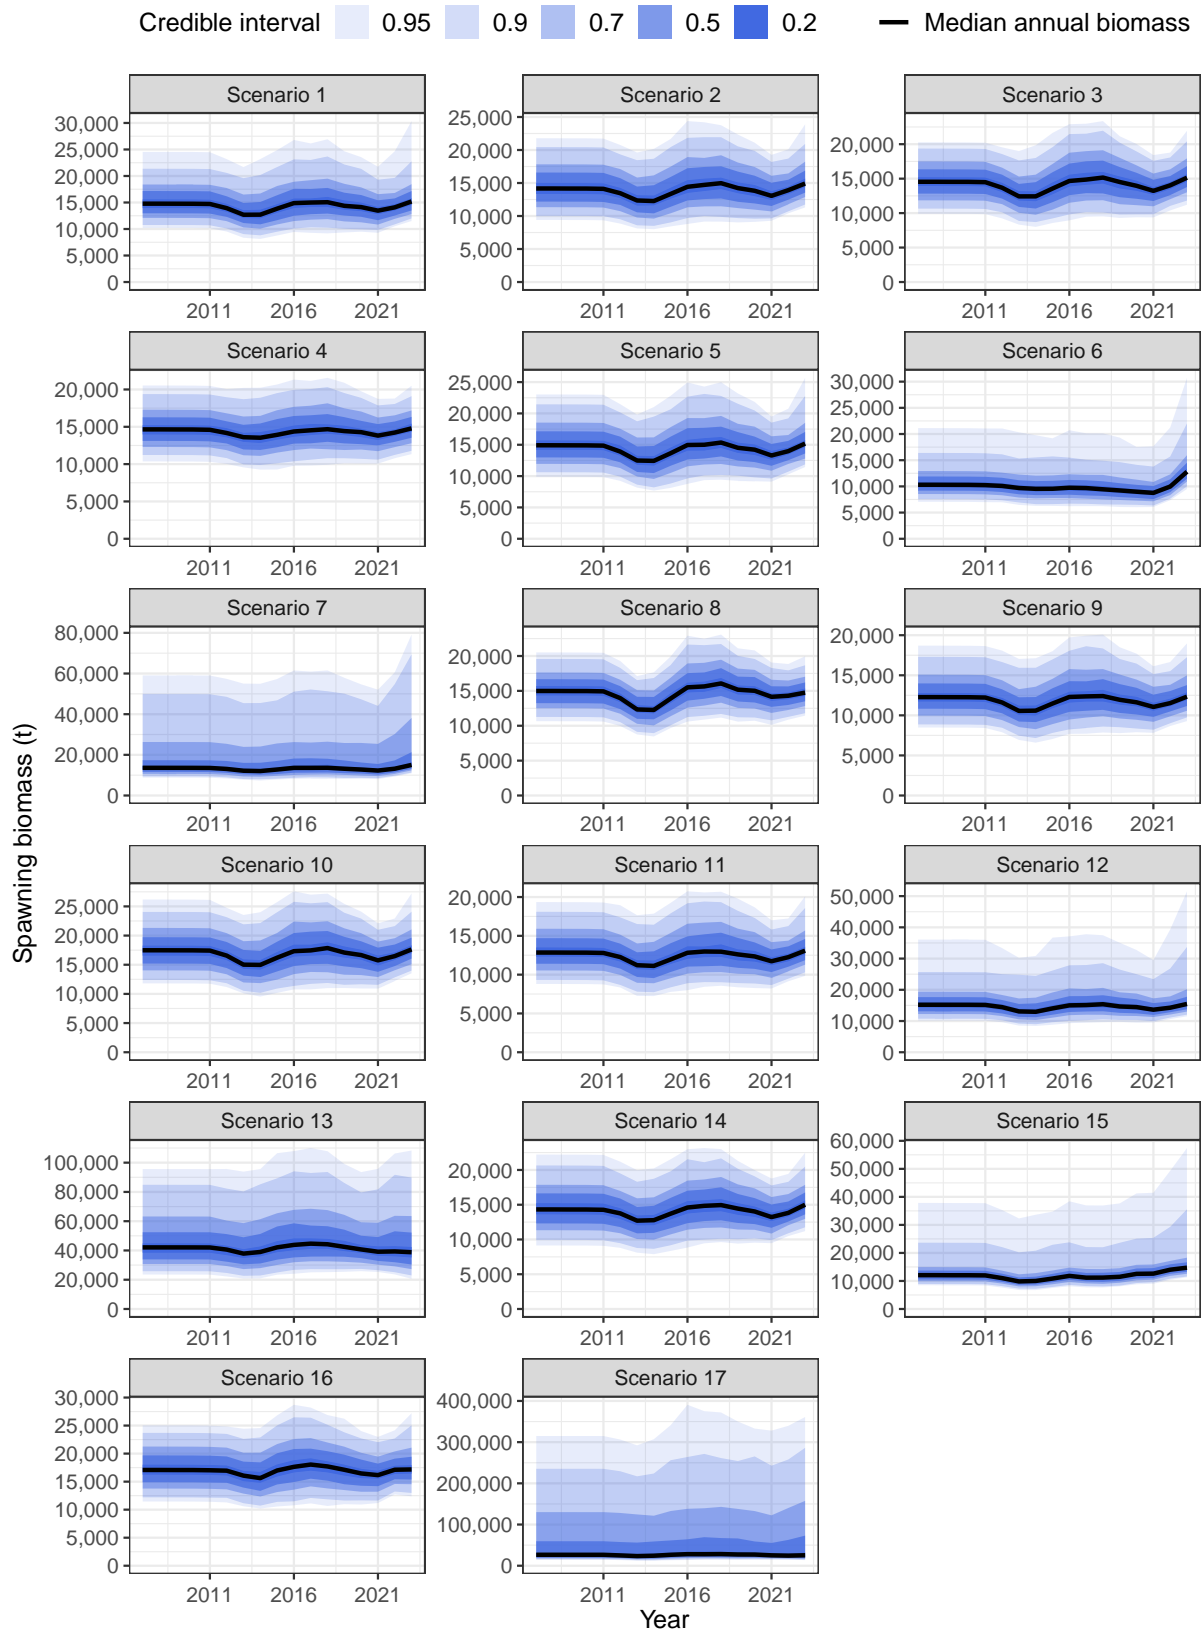 Credible interval 0.95 0.9 0.7 0.5 0.2 Median annual biomass
Scenario 1
30,000
25,000
20,000
15,000
10,000
5,000
0
2011 2016 2021
Scenario 2
25,000
20,000
15,000
10,000
5,000
0
2011 2016 2021
Scenario 3
20,000
15,000
10,000
5,000
0
2011 2016 2021
Scenario 4
20,000
15,000
10,000
5,000
0
2011 2016 2021
Scenario 5
25,000
20,000
15,000
10,000
5,000
0
2011 2016 2021
Scenario 6
30,000
25,000
20,000
15,000
10,000
5,000
0
2011 2016 2021
Scenario 7
80,000
60,000
40,000
20,000
0
2011 2016 2021
Scenario 8
20,000
15,000
10,000
5,000
0
2011 2016 2021
Scenario 9
20,000
15,000
10,000
5,000
0
2011 2016 2021
Scenario 10
25,000
20,000
15,000
10,000
5,000
0
2011 2016 2021
Scenario 11
20,000
15,000
10,000
5,000
0
2011 2016 2021
Scenario 12
50,000
40,000
30,000
20,000
10,000
0
2011 2016 2021
Scenario 13
100,000
80,000
60,000
40,000
20,000
0
2011 2016 2021
Scenario 14
20,000
15,000
10,000
5,000
0
2011 2016 2021
Scenario 15
60,000
50,000
40,000
30,000
20,000
10,000
0
2011 2016 2021
Scenario 16
30,000
25,000
20,000
15,000
10,000
5,000
0
2011 2016 2021
Scenario 17
400,000
300,000
200,000
100,000
0
2011 2016 2021
Spawning biomass (t)
Year